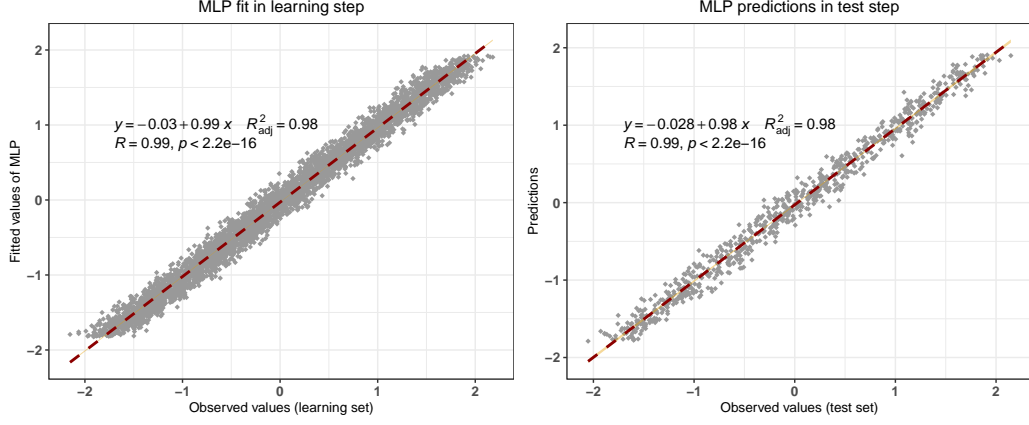 MLP fit in learning step
2
1
0
−1
−2
Fitted values of MLP
y = −0.03 + 0.99 x R²adj = 0.98
R = 0.99, p < 2.2e−16
−2 −1 0 1 2
Observed values (learning set)
MLP predictions in test step
2
1
0
−1
−2
Predictions
y = −0.028 + 0.98 x R²adj = 0.98
R = 0.99, p < 2.2e−16
−2 −1 0 1 2
Observed values (test set)